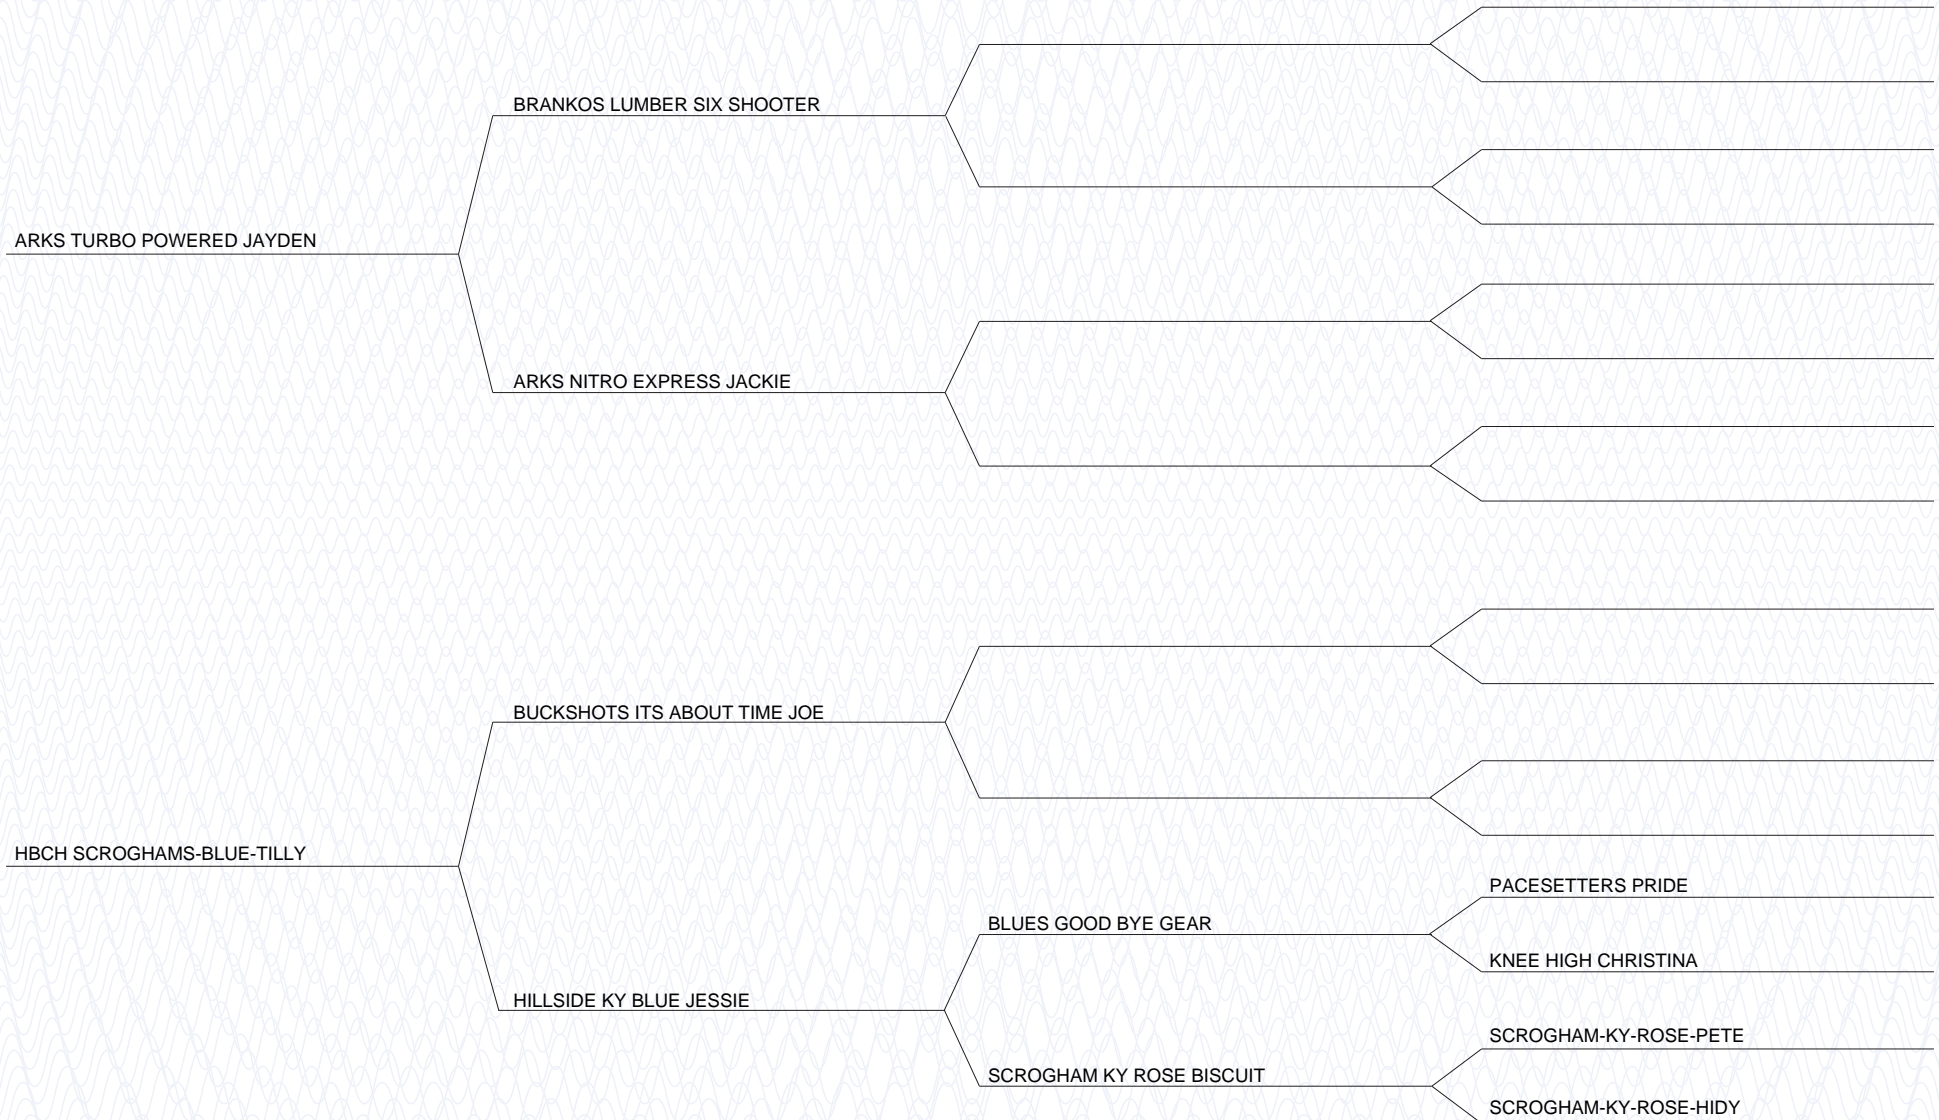 BRANKOS LUMBER SIX SHOOTER
ARKS TURBO POWERED JAYDEN
ARKS NITRO EXPRESS JACKIE
BUCKSHOTS ITS ABOUT TIME JOE
HBCH SCROGHAMS-BLUE-TILLY
PACESETTERS PRIDE
BLUES GOOD BYE GEAR
KNEE HIGH CHRISTINA
HILLSIDE KY BLUE JESSIE
SCROGHAM-KY-ROSE-PETE
SCROGHAM KY ROSE BISCUIT
SCROGHAM-KY-ROSE-HIDY